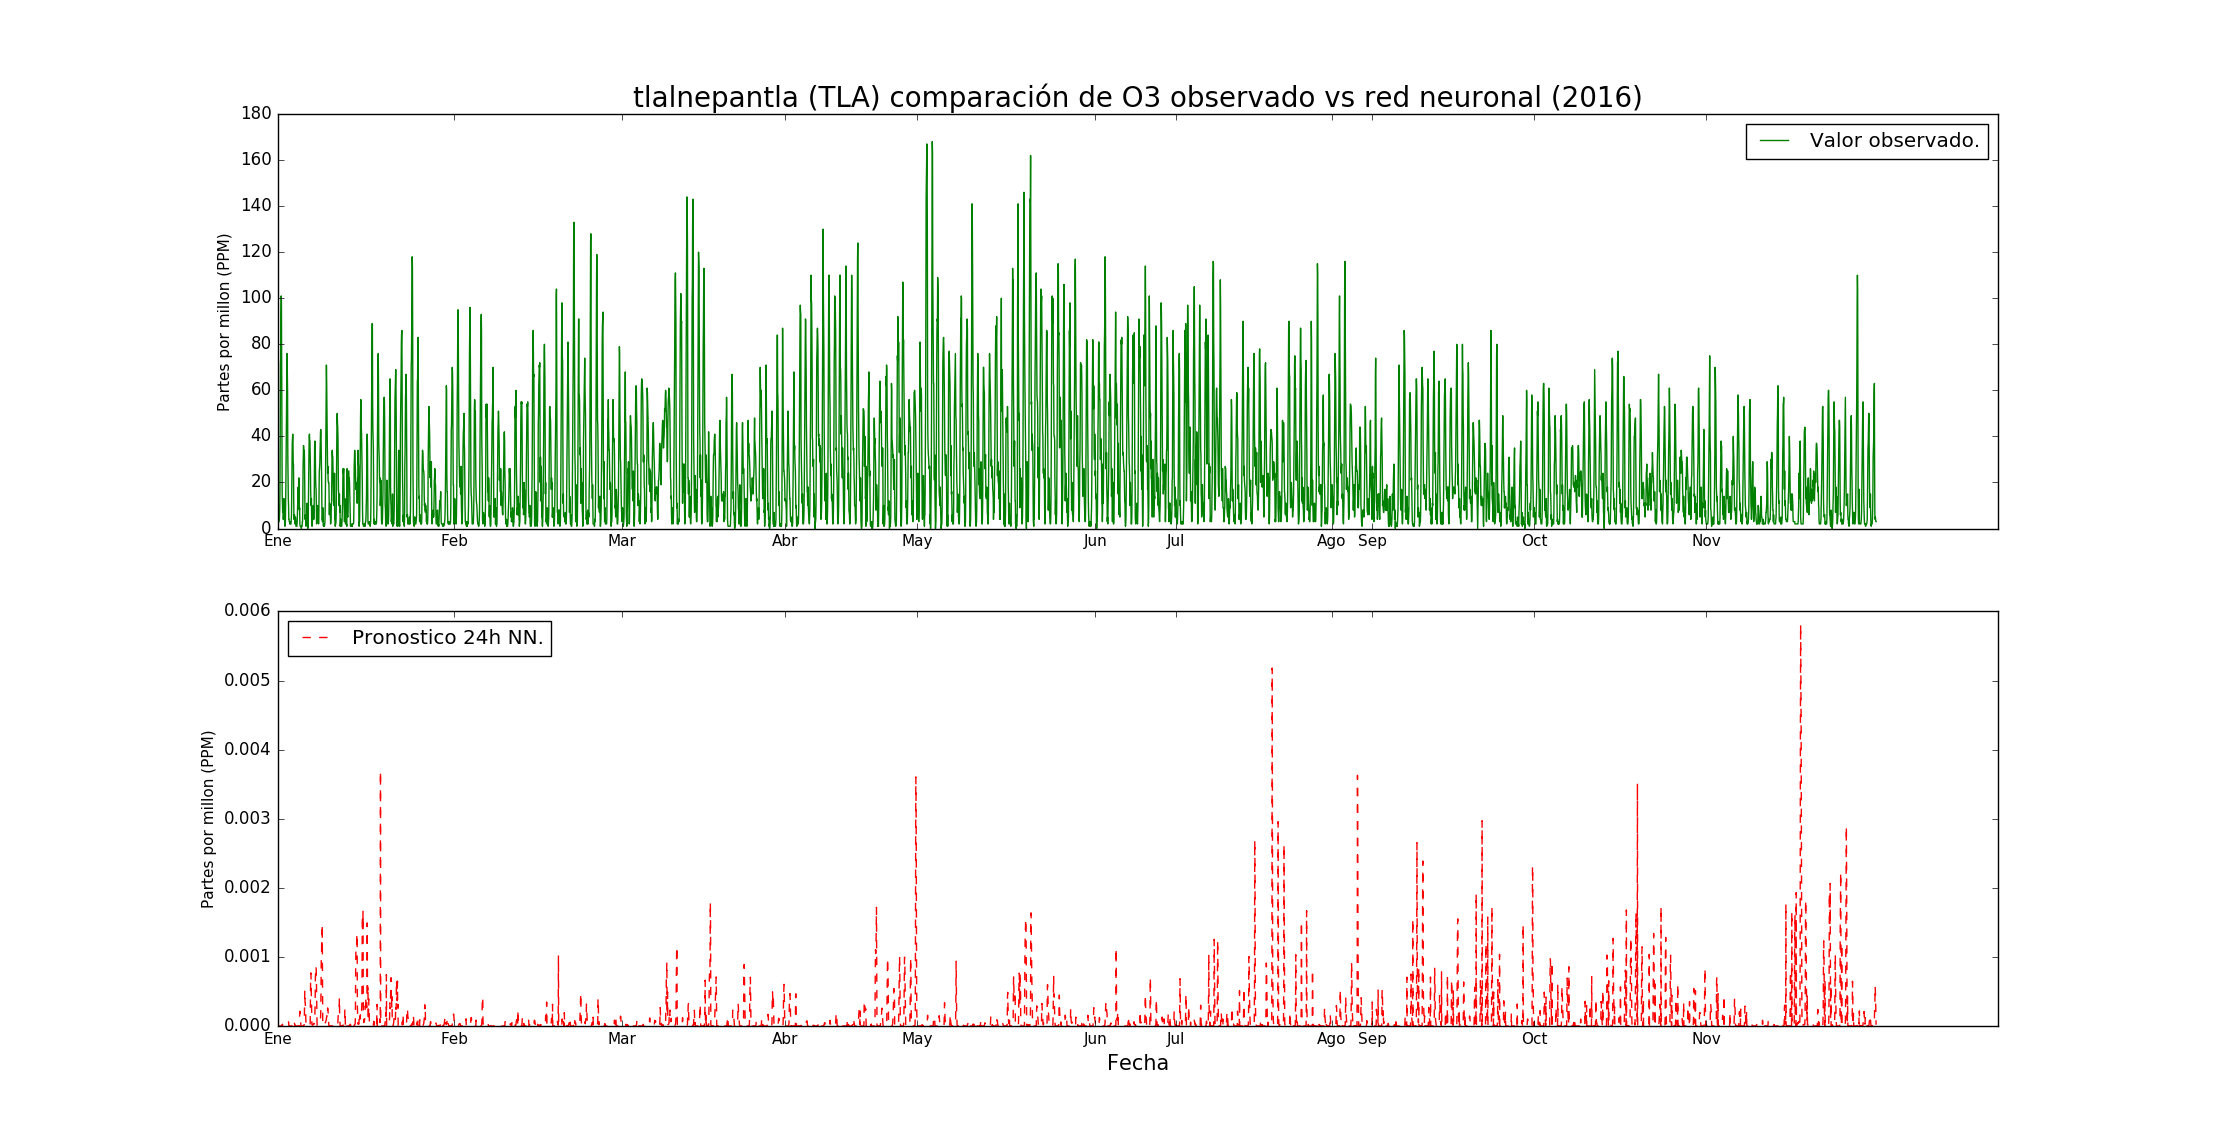 tlalnepantla (TLA) comparación de O3 observado vs red neuronal (2016)
180
160
140
120
100
80
60
40
20
0
Partes por millon (PPM)
Valor observado.
Ene Feb Mar Abr May Jun Jul Ago Sep Oct Nov
0.006
0.005
0.004
0.003
0.002
0.001
0.000
Partes por millon (PPM)
Pronostico 24h NN.
Ene Feb Mar Abr May Jun Jul Ago Sep Oct Nov
Fecha